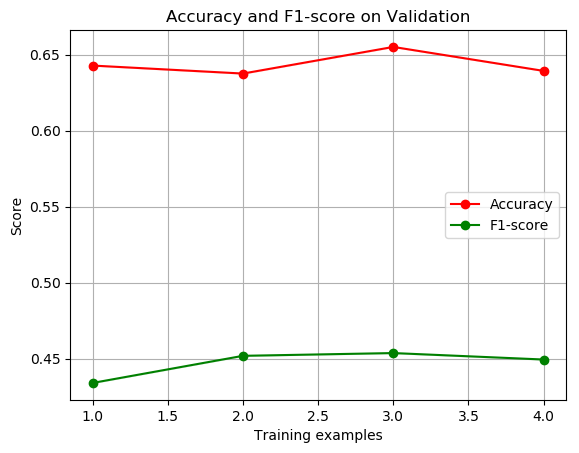 Accuracy and F1-score on Validation
Score
0.65
0.60
0.55
0.50
0.45
Accuracy
F1-score
1.0 1.5 2.0 2.5 3.0 3.5 4.0
Training examples